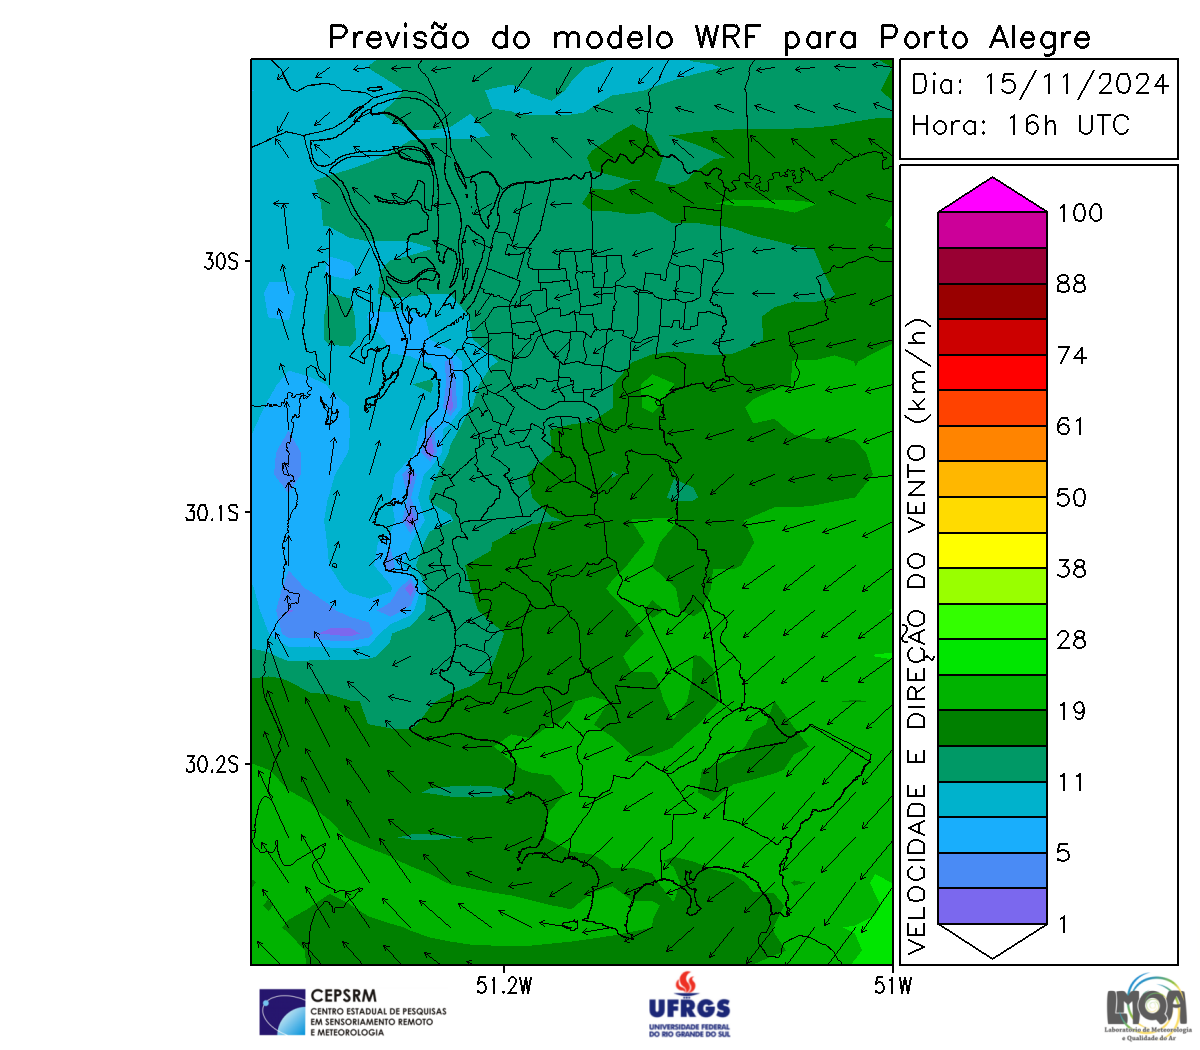 Previsão do modelo WRF para Porto Alegre
Dia: 15/11/2024
Hora: 16h UTC
30S
30.1S
30.2S
51.2W
51W
VELOCIDADE E DIREÇÃO DO VENTO (km/h)
100
88
74
61
50
38
28
19
11
5
1
CEPSRM
CENTRO ESTADUAL DE PESQUISAS
EM SENSORIAMENTO REMOTO
E METEOROLOGIA
UFRGS
UNIVERSIDADE FEDERAL
DO RIO GRANDE DO SUL
LMQA
Laboratório de Meteorologia
e Qualidade do Ar